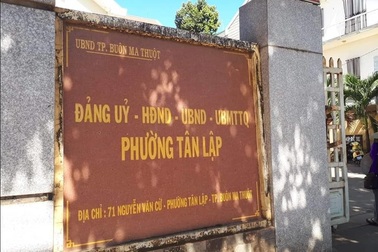 UBND TP. BUÔN MA THUỘT
ĐẢNG UỶ - HĐND - UBND - UBMTTQ
PHƯỜNG TÂN LẬP
ĐỊA CHỈ : 71 NGUYỄN VĂN CỪ - PHƯỜNG TÂN LẬP - TP.BUÔN MA THUỘT